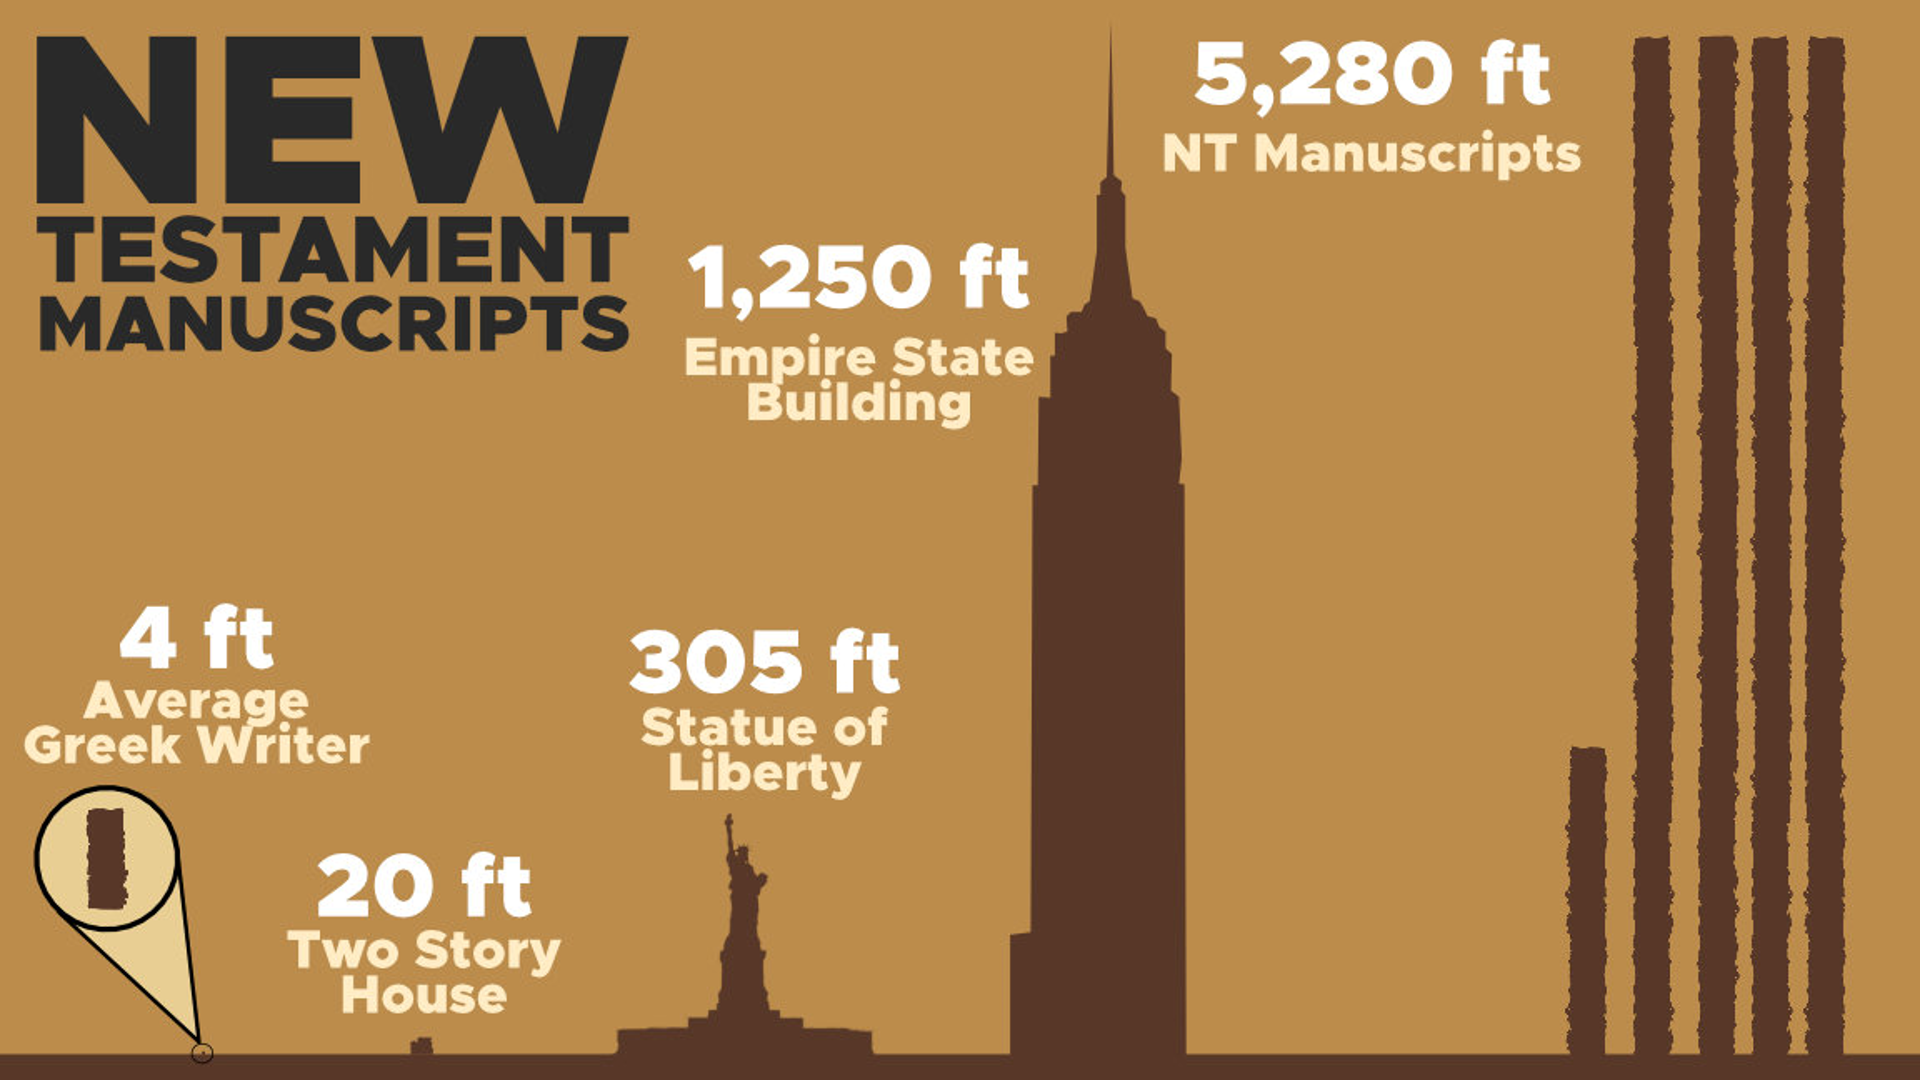 NEW
TESTAMENT
MANUSCRIPTS
5,280 ft
NT Manuscripts
1,250 ft
Empire State
Building
4 ft
Average
Greek Writer
305 ft
Statue of
Liberty
20 ft
Two Story
House